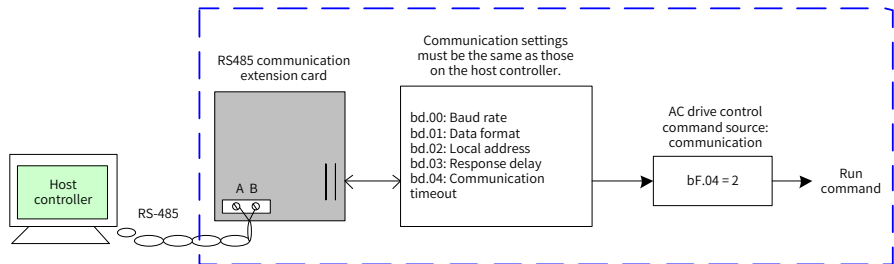 Communication settings
must be the same as those
on the host controller.
RS485 communication
extension card
bd.00: Baud rate
bd.01: Data format
bd.02: Local address
bd.03: Response delay
bd.04: Communication
timeout
AC drive control
command source:
communication
bF.04 = 2
Run
command
A B
Host
controller
RS-485